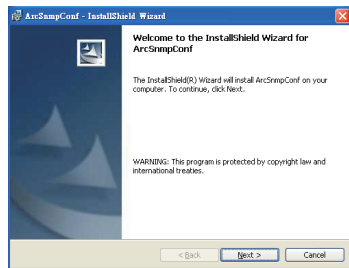 ArcSnmpConf - InstallShield Wizard
Welcome to the InstallShield Wizard for
ArcSnmpConf
The InstallShield(R) Wizard will install ArcSnmpConf on your
computer. To continue, click Next.
WARNING: This program is protected by copyright law and
international treaties.
< Back
Next >
Cancel